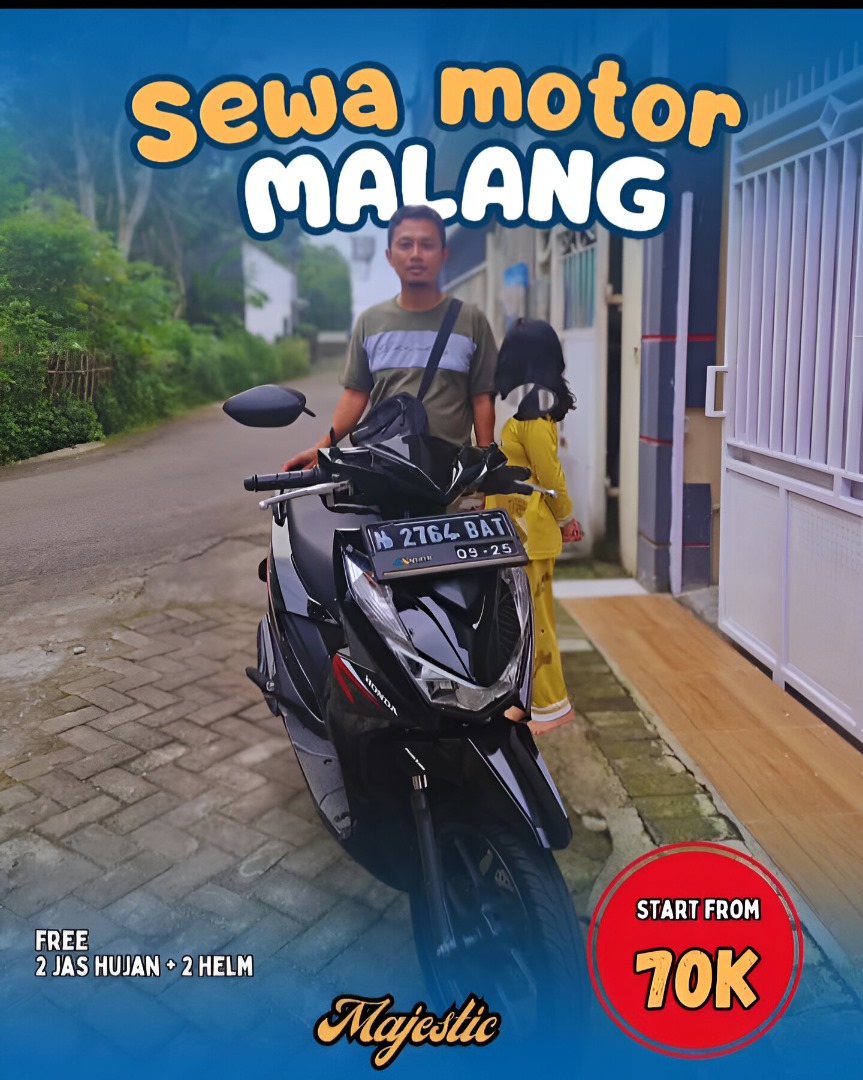 Sewa motor
MALANG
N 2764 BAT
09-25
HONDA
START FROM
70K
FREE
2 JAS HUJAN + 2 HELM
Majestic